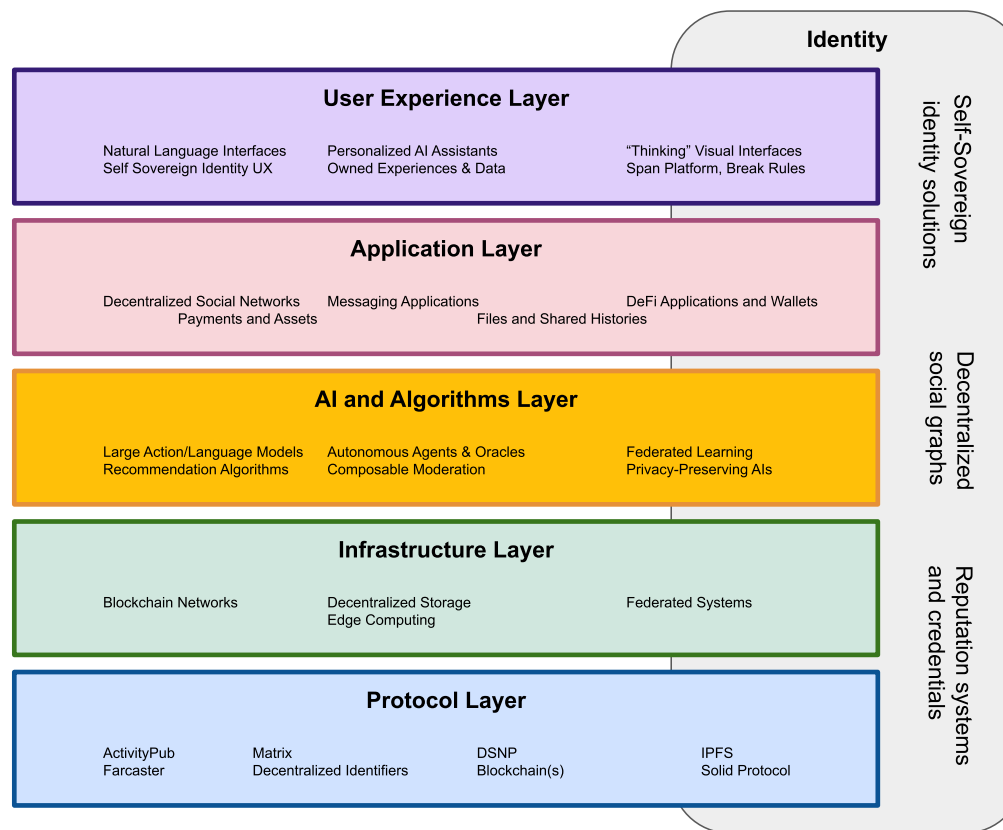 Identity
User Experience Layer
Natural Language Interfaces Personalized AI Assistants “Thinking” Visual Interfaces
Self Sovereign Identity UX Owned Experiences & Data Span Platform, Break Rules
Application Layer
Decentralized Social Networks Messaging Applications DeFi Applications and Wallets
Payments and Assets Files and Shared Histories
AI and Algorithms Layer
Large Action/Language Models Autonomous Agents & Oracles Federated Learning
Recommendation Algorithms Composable Moderation Privacy-Preserving AIs
Infrastructure Layer
Blockchain Networks Decentralized Storage Federated Systems
Edge Computing
Protocol Layer
ActivityPub Matrix DSNP IPFS
Farcaster Decentralized Identifiers Blockchain(s) Solid Protocol
Self-Sovereign
identity solutions
Decentralized
social graphs
Reputation systems
and credentials